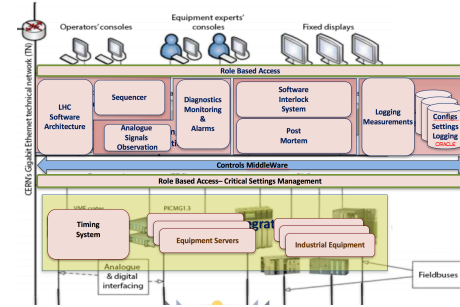 Operators' consoles
Equipment experts'
consoles
Fixed displays
CERN's Gigabit Ethernet technical network (TN)
Role Based Access
LHC
Software
Architecture
Sequencer
Analogue
Signals
Observation
Diagnostics
Monitoring
&
Alarms
Software
Interlock
System
Post
Mortem
Logging
Measurements
Configs
Settings
Logging
ORACLE
Controls MiddleWare
Role Based Access– Critical Settings Management
VME crates
PICMG1.3
Timing
System
Equipment Servers
Industrial Equipment
Analogue
& digital
interfacing
Fieldbuses